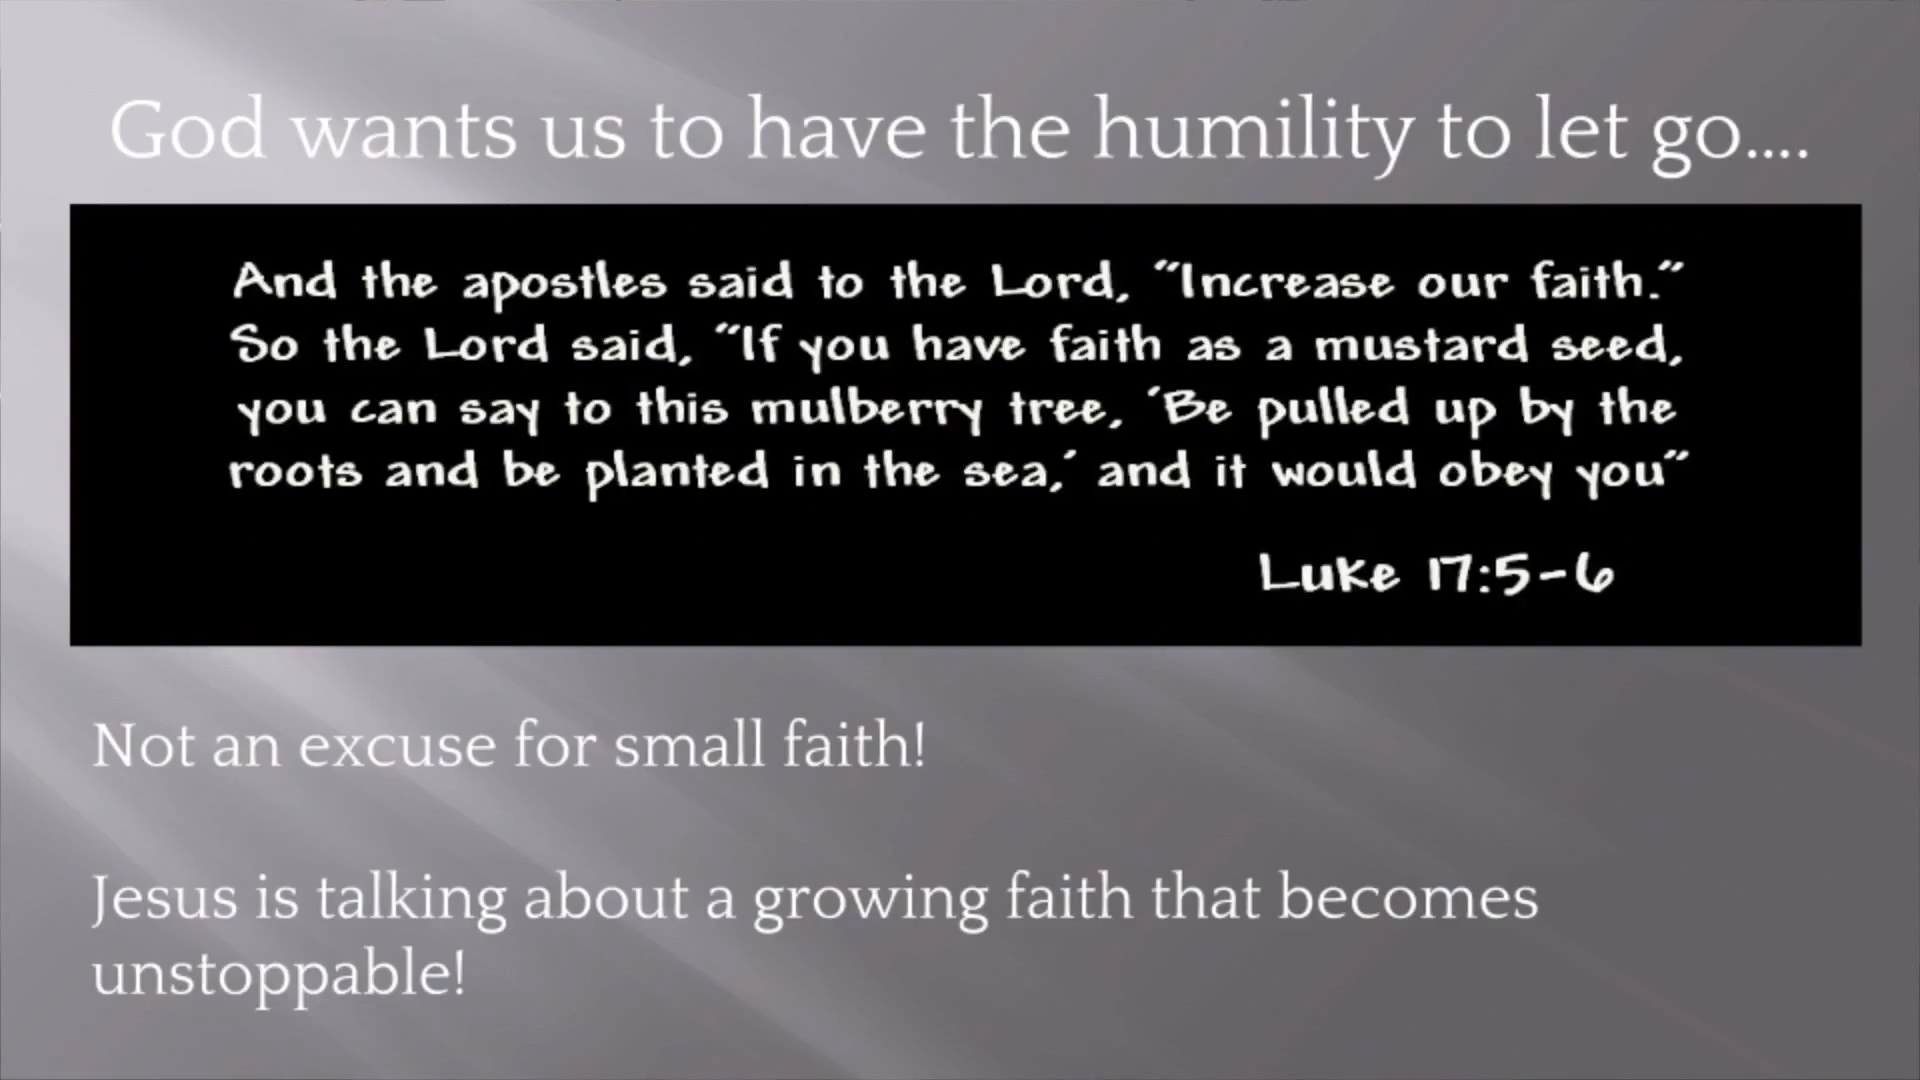 God wants us to have the humility to let go....
And the apostles said to the Lord, “Increase our faith.”
So the Lord said, “If you have faith as a mustard seed,
you can say to this mulberry tree, ‘Be pulled up by the
roots and be planted in the sea,’ and it would obey you”
Luke 17:5-6
Not an excuse for small faith!
Jesus is talking about a growing faith that becomes
unstoppable!